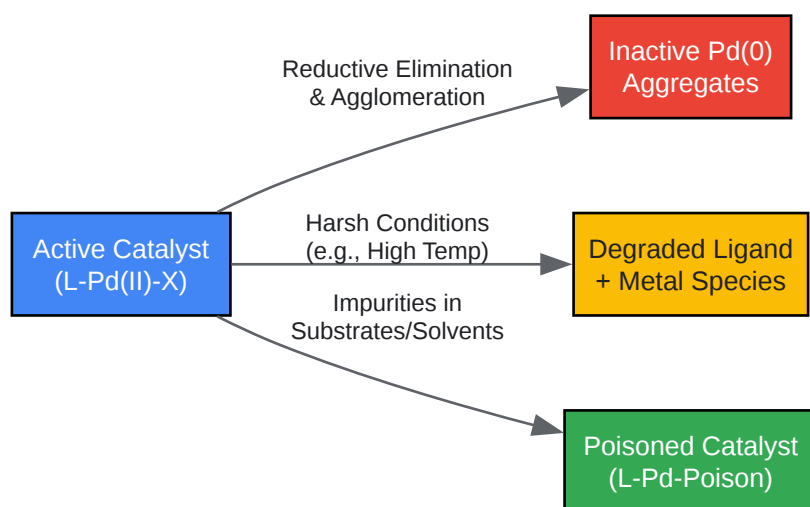 Reductive Elimination
& Agglomeration
Inactive Pd(0)
Aggregates
Active Catalyst
(L-Pd(II)-X)
Harsh Conditions
(e.g., High Temp)
Degraded Ligand
+ Metal Species
Impurities in
Substrates/Solvents
Poisoned Catalyst
(L-Pd-Poison)